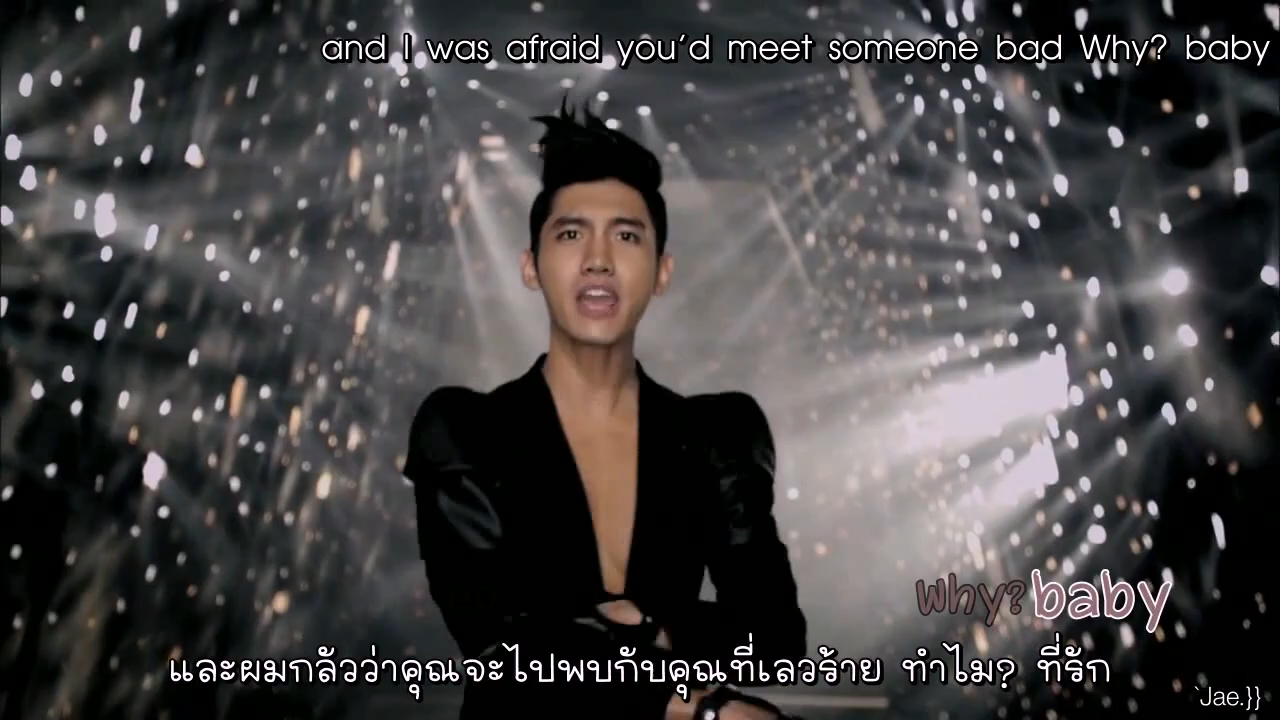 and I was afraid you'd meet someone bad Why? baby
Why? baby
และผมกลัวว่าคุณจะไปพบกับคุณที่เลวร้าย ทำไม? ที่รัก
`Jae.}}